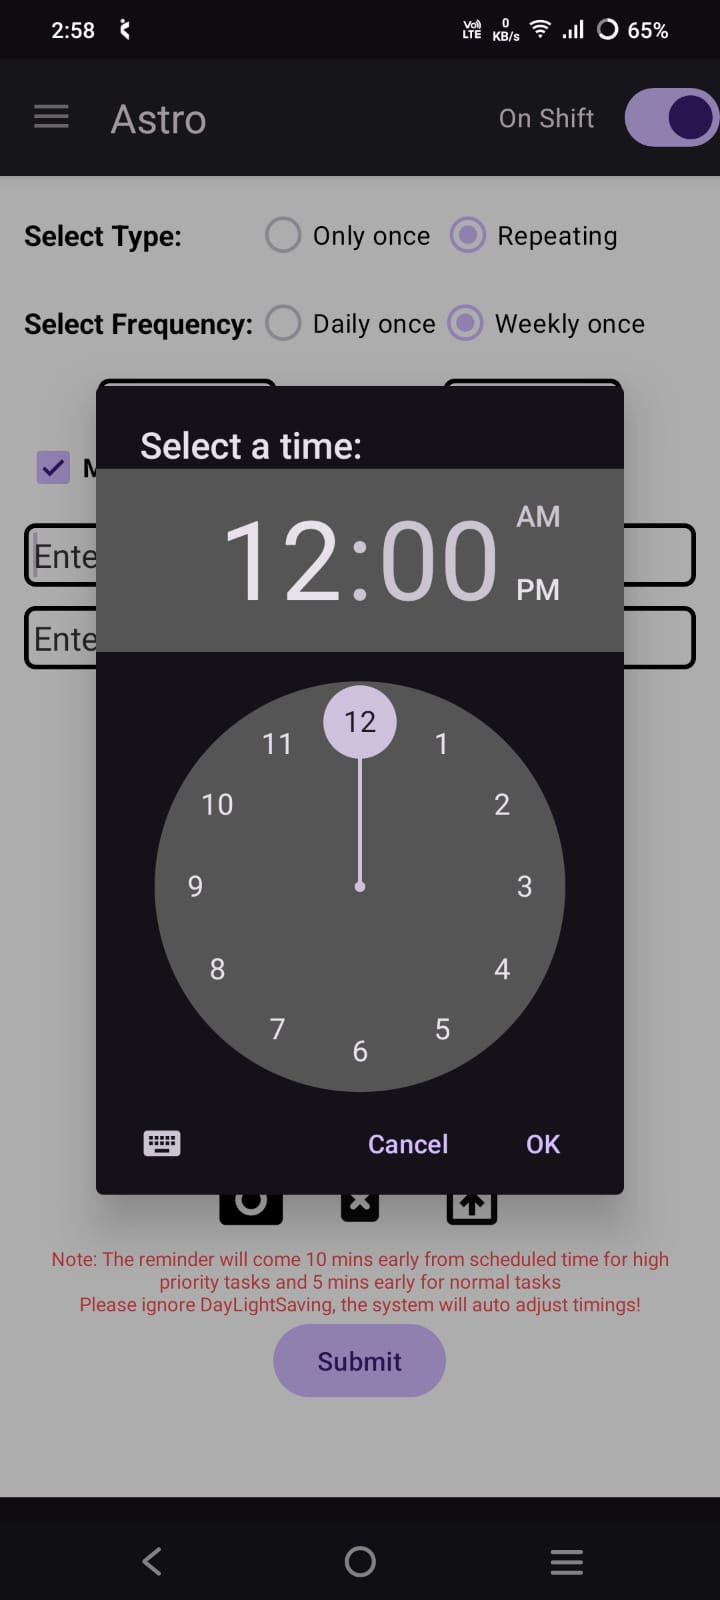 2:58 Vo) LTE 0 KB/s 65%
Astro On Shift
Select Type: Only once Repeating
Select Frequency: Daily once Weekly once
Select a time:
M
12:00 AM
PM
Ente
Ente
12
11 1
10 2
9 3
8 4
7 5
6
Cancel OK
Note: The reminder will come 10 mins early from scheduled time for high
priority tasks and 5 mins early for normal tasks
Please ignore DayLightSaving, the system will auto adjust timings!
Submit